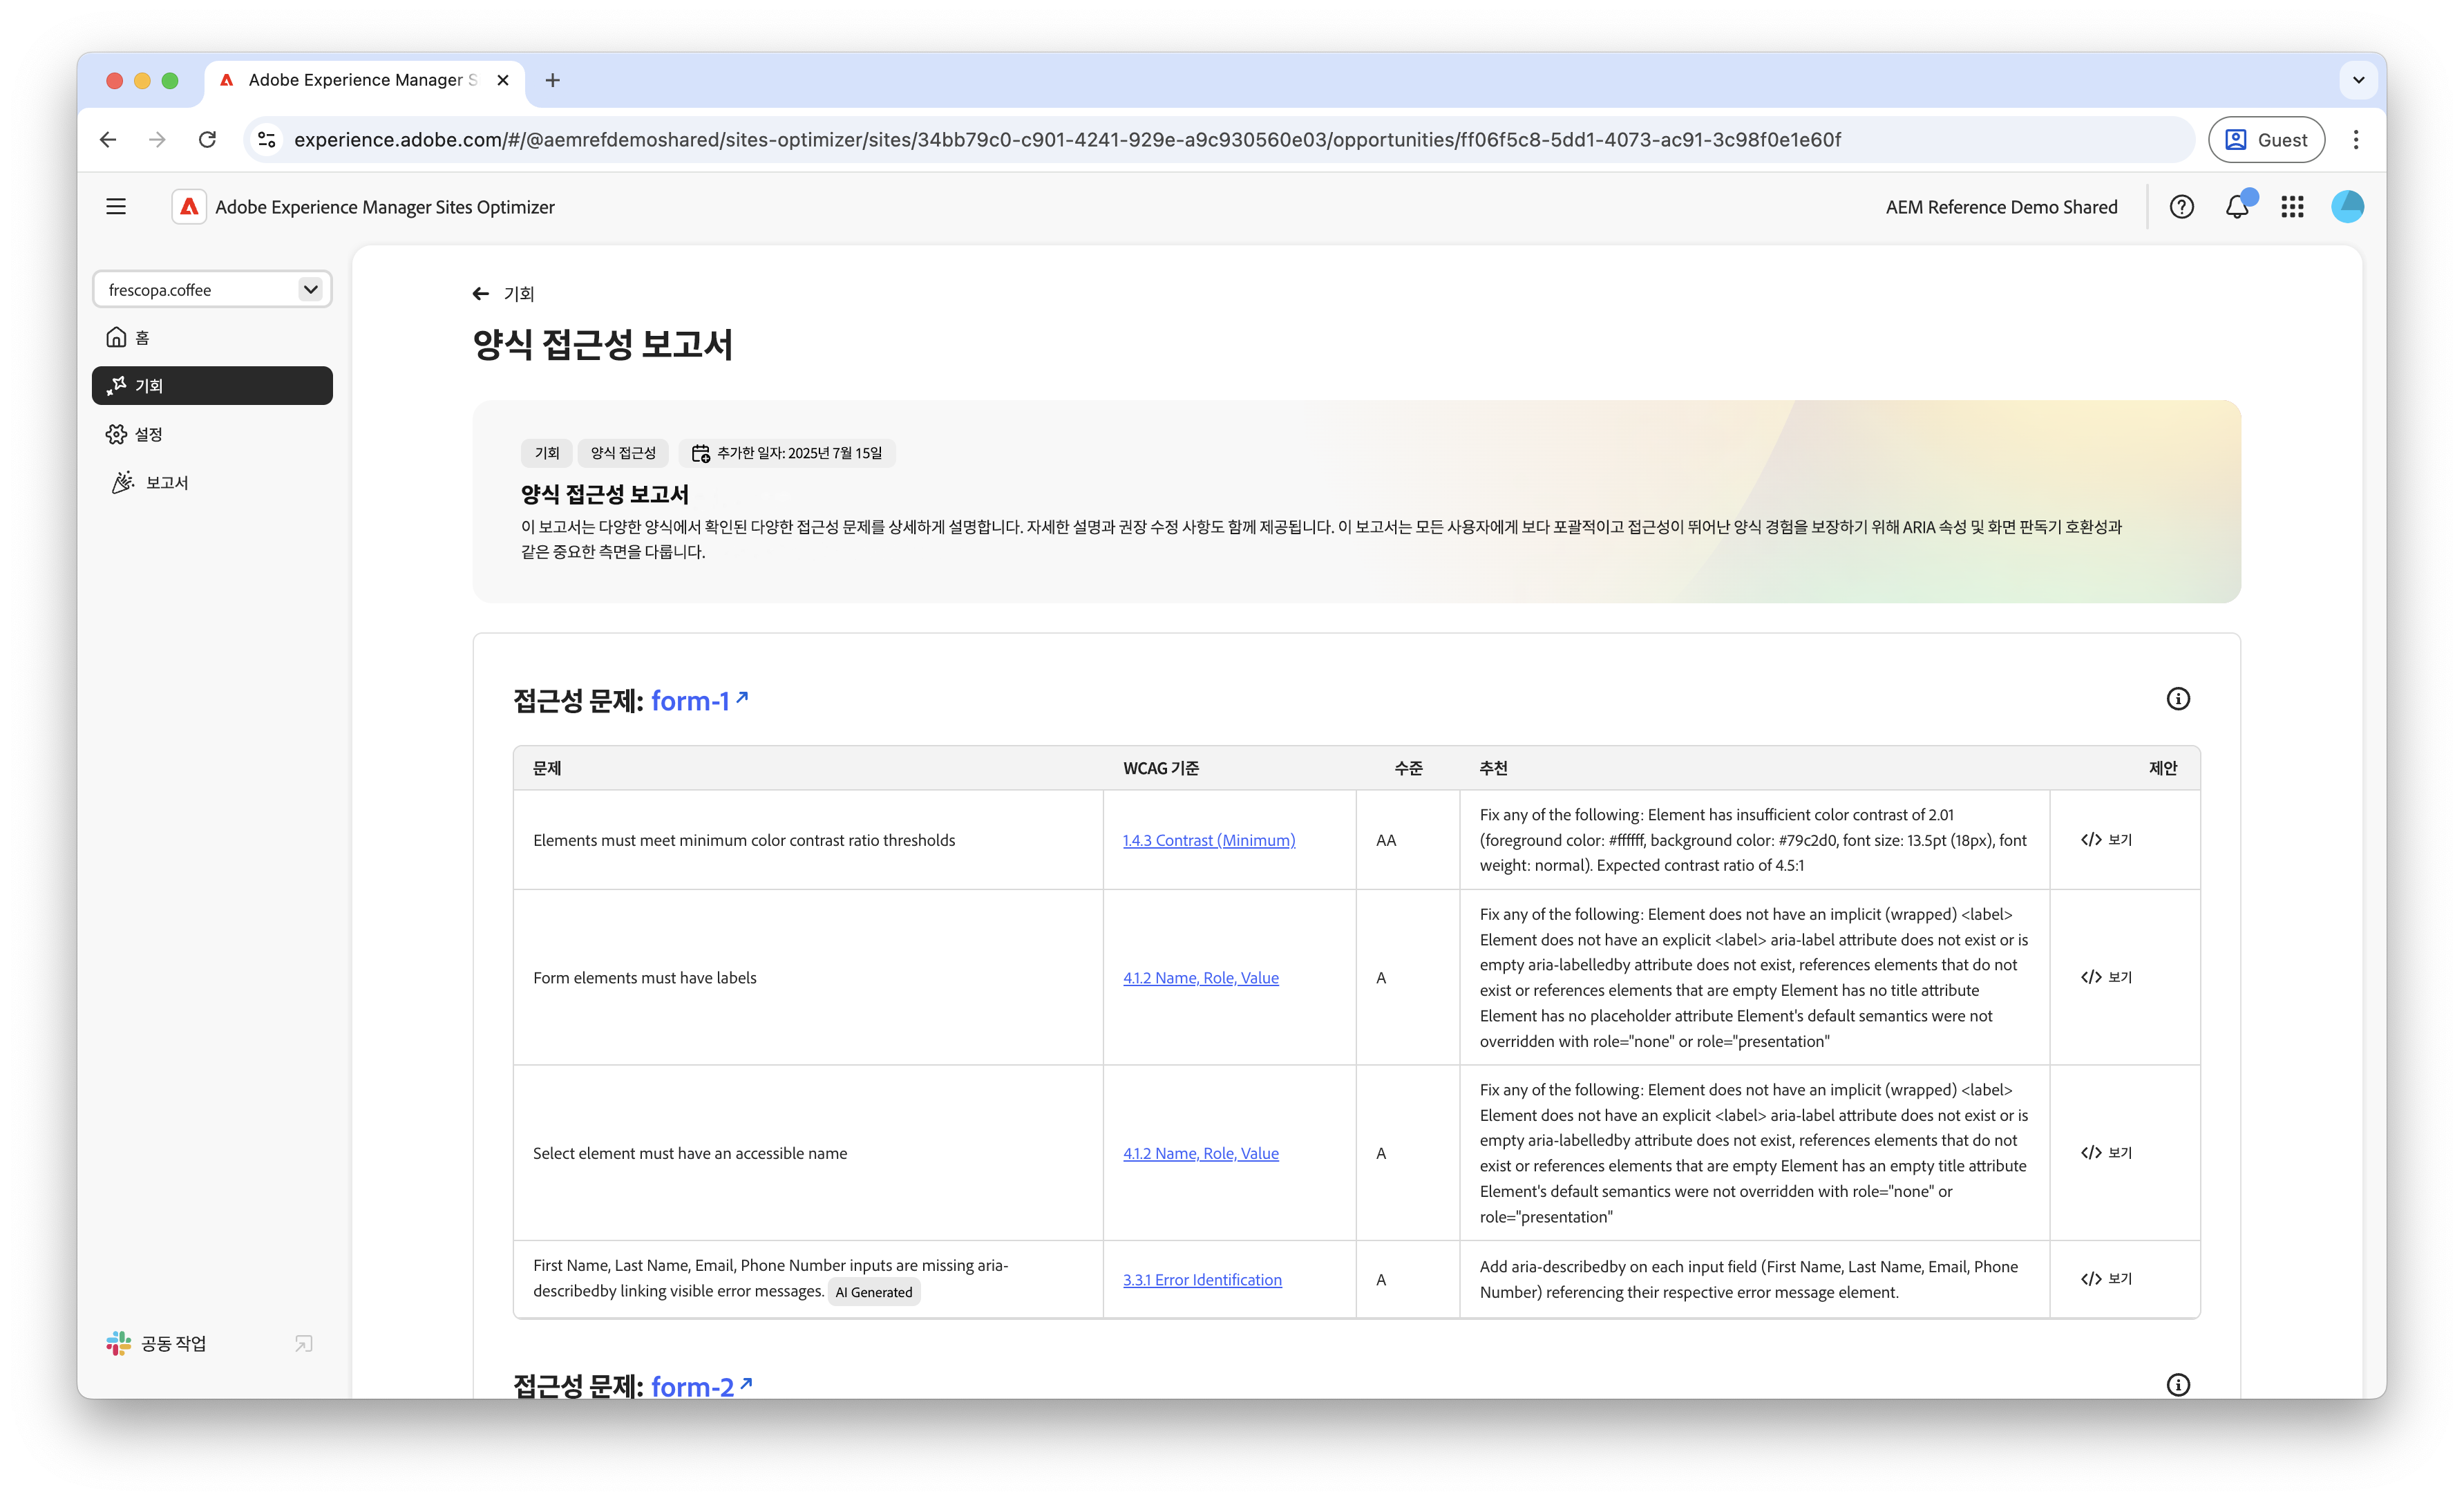 Adobe Experience Manager S
experience.adobe.com/#/@aemrefdemoshared/sites-optimizer/sites/34bb79c0-c901-4241-929e-a9c930560e03/opportunities/ff06f5c8-5dd1-4073-ac91-3c98f0e1e60f
Guest
Adobe Experience Manager Sites Optimizer
AEM Reference Demo Shared
frescopa.coffee
홈
기회
설정
보고서
공동 작업
기회
양식 접근성 보고서
기회 양식 접근성 추가한 일자: 2025년 7월 15일
양식 접근성 보고서
이 보고서는 다양한 양식에서 확인된 다양한 접근성 문제를 상세하게 설명합니다. 자세한 설명과 권장 수정 사항도 함께 제공됩니다. 이 보고서는 모든 사용자에게 보다 포괄적이고 접근성이 뛰어난 양식 경험을 보장하기 위해 ARIA 속성 및 화면 판독기 호환성과
같은 중요한 측면을 다룹니다.
접근성 문제: form-1
문제 WCAG 기준 수준 추천 제안
Elements must meet minimum color contrast ratio thresholds
1.4.3 Contrast (Minimum)
AA
Fix any of the following: Element has insufficient color contrast of 2.01
(foreground color: #ffffff, background color: #79c2d0, font size: 13.5pt (18px), font
weight: normal). Expected contrast ratio of 4.5:1
</> 보기
Form elements must have labels
4.1.2 Name, Role, Value
A
Fix any of the following: Element does not have an implicit (wrapped) <label>
Element does not have an explicit <label> aria-label attribute does not exist or is
empty aria-labelledby attribute does not exist, references elements that do not
exist or references elements that are empty Element has no title attribute
Element has no placeholder attribute Element's default semantics were not
overridden with role="none" or role="presentation"
</> 보기
Select element must have an accessible name
4.1.2 Name, Role, Value
A
Fix any of the following: Element does not have an implicit (wrapped) <label>
Element does not have an explicit <label> aria-label attribute does not exist or is
empty aria-labelledby attribute does not exist, references elements that do not
exist or references elements that are empty Element has an empty title attribute
Element's default semantics were not overridden with role="none" or
role="presentation"
</> 보기
First Name, Last Name, Email, Phone Number inputs are missing aria-
describedby linking visible error messages. AI Generated
3.3.1 Error Identification
A
Add aria-describedby on each input field (First Name, Last Name, Email, Phone
Number) referencing their respective error message element.
</> 보기
접근성 문제: form-2